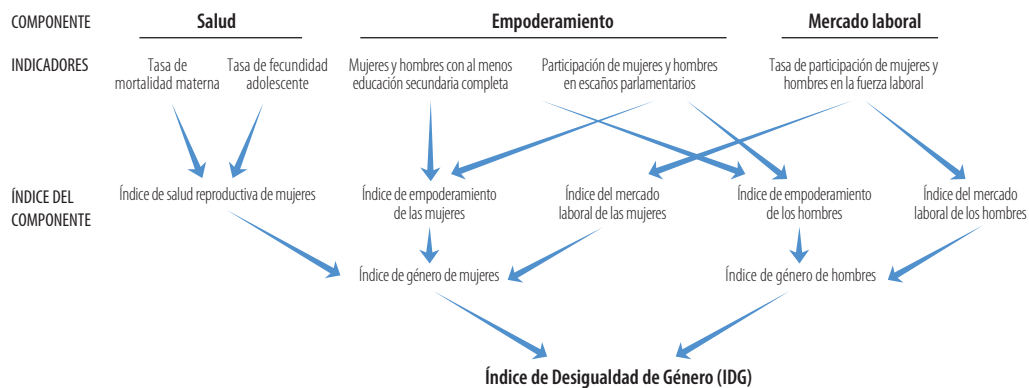 COMPONENTE
Salud
Empoderamiento
Mercado laboral
INDICADORES
Tasa de
mortalidad materna
Tasa de fecundidad
adolescente
Mujeres y hombres con al menos
educación secundaria completa
Participación de mujeres y hombres
en escaños parlamentarios
Tasa de participación de mujeres y
hombres en la fuerza laboral
ÍNDICE DEL
COMPONENTE
Índice de salud reproductiva de mujeres
Índice de empoderamiento
de las mujeres
Índice del mercado
laboral de las mujeres
Índice de empoderamiento
de los hombres
Índice del mercado
laboral de los hombres
Índice de género de mujeres
Índice de género de hombres
Índice de Desigualdad de Género (IDG)